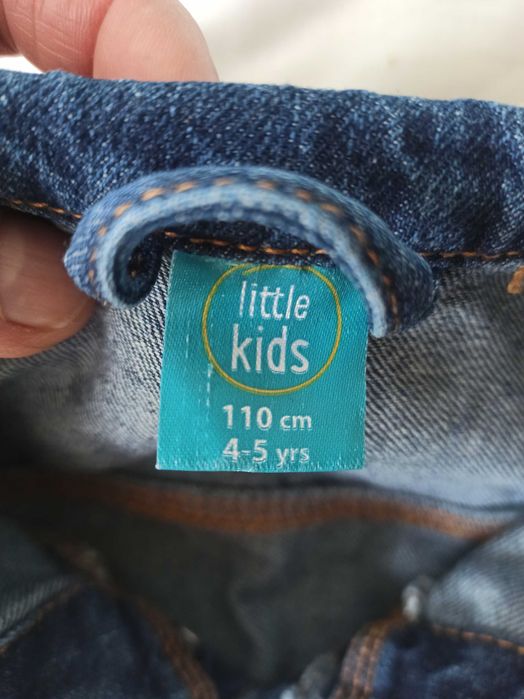 little
kids
110 cm
4-5 yrs